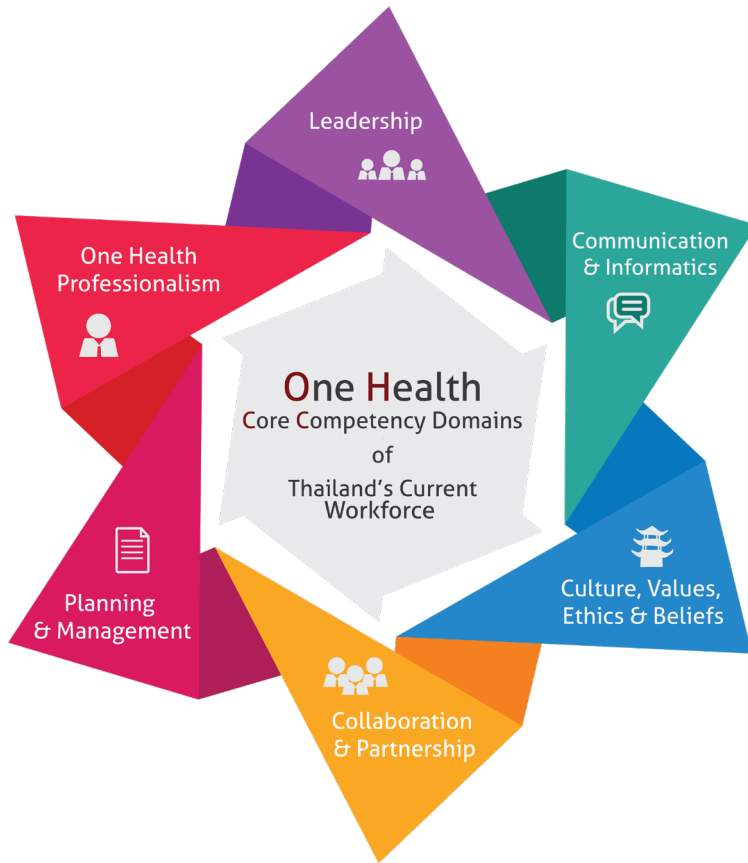 Leadership
Communication
& Informatics
Culture, Values,
Ethics & Beliefs
Collaboration
& Partnership
Planning
& Management
One Health
Professionalism
One Health
Core Competency Domains
of
Thailand's Current
Workforce